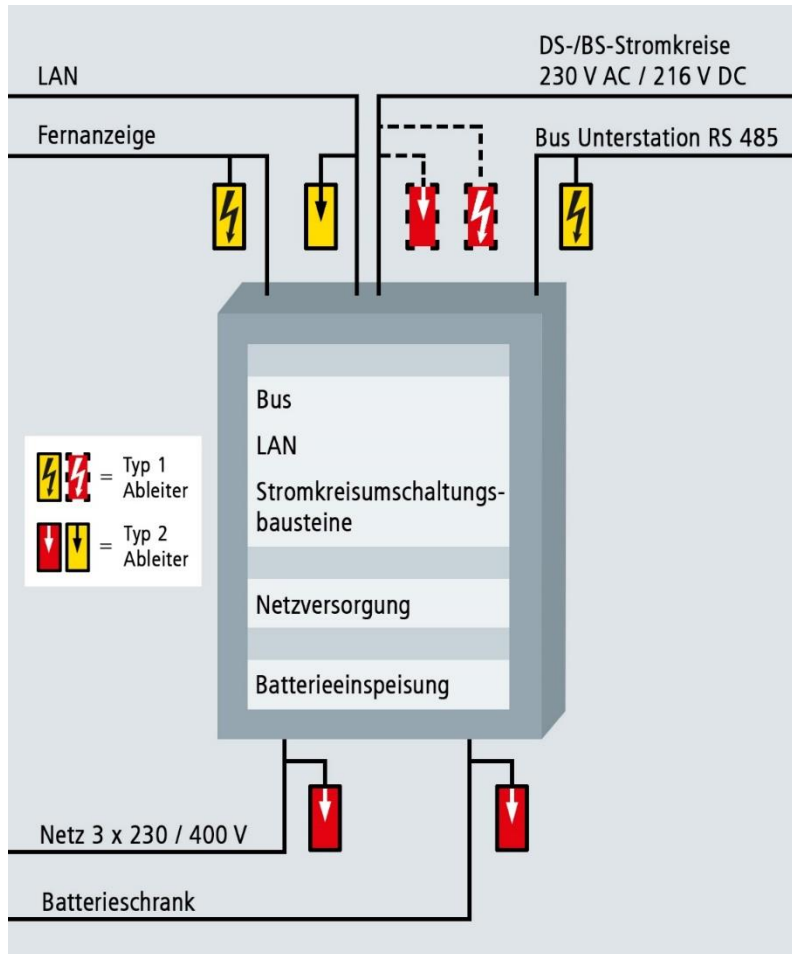 DS-/BS-Stromkreise
LAN
230 V AC / 216 V DC
Fernanzeige
Bus Unterstation RS 485
Bus
LAN
Stromkreisumschaltungs-
bausteine
= Typ 1
Ableiter
= Typ 2
Ableiter
Netzversorgung
Batterieeinspeisung
Netz 3 x 230 / 400 V
Batterieschrank